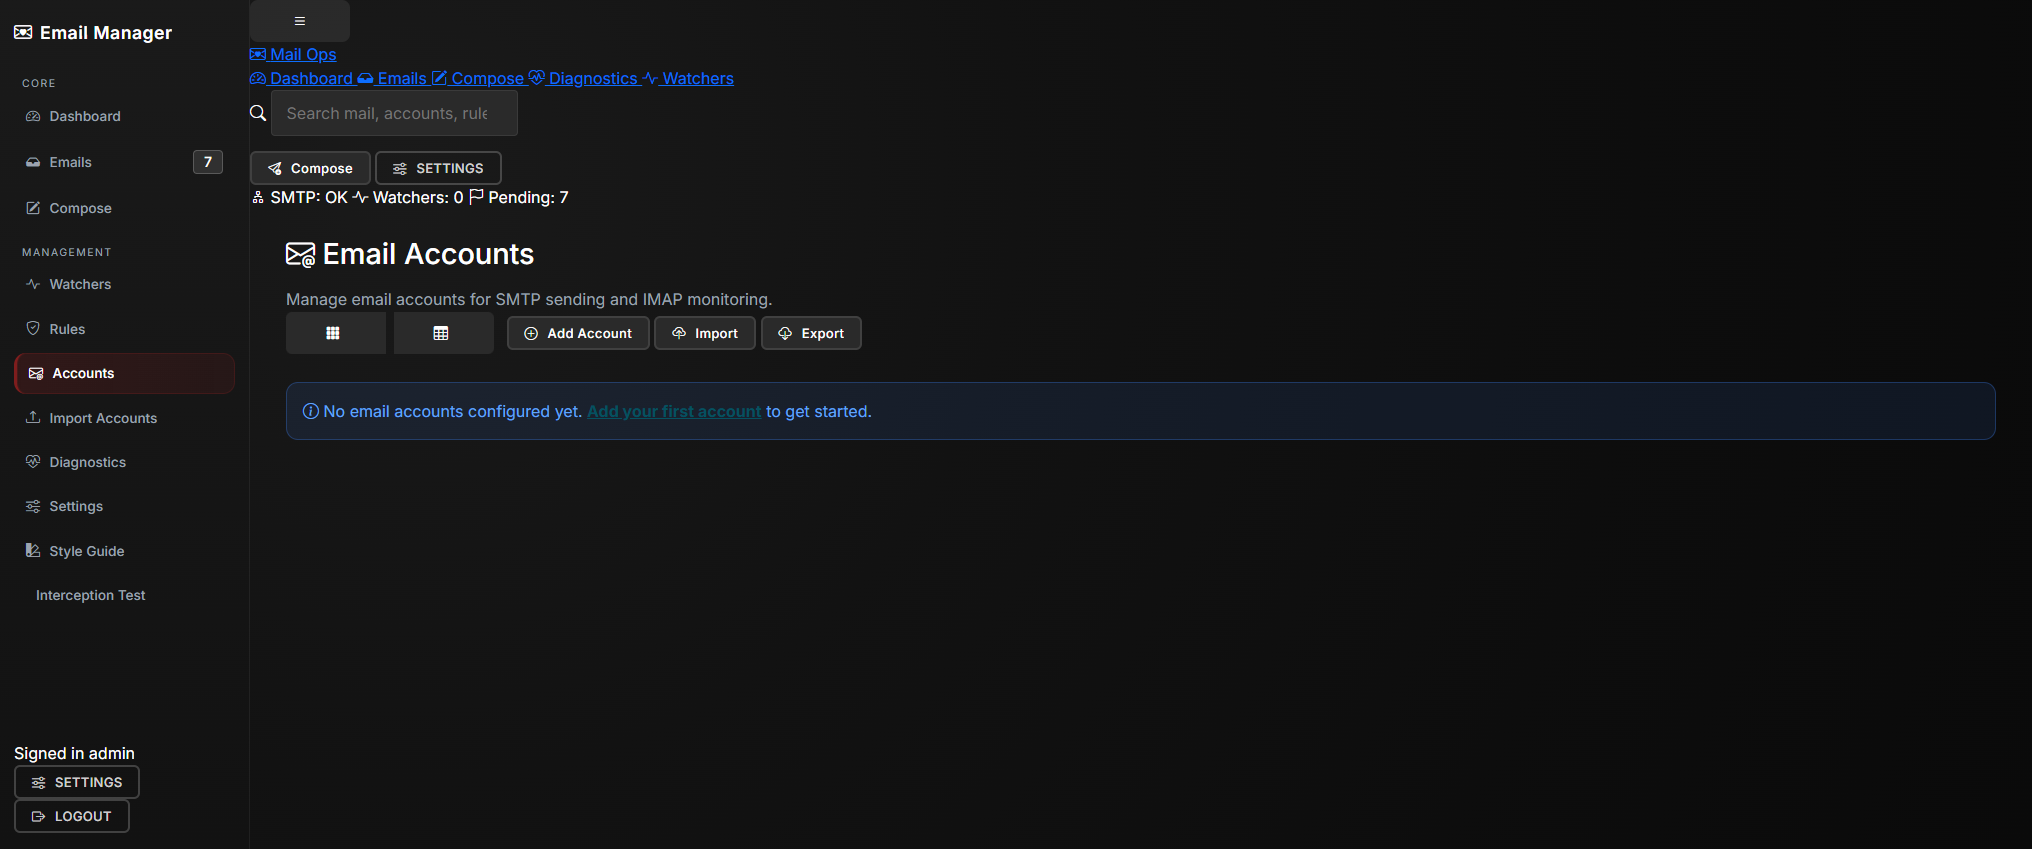 Email Manager
CORE
Dashboard
Emails 7
Compose
MANAGEMENT
Watchers
Rules
Accounts
Import Accounts
Diagnostics
Settings
Style Guide
Interception Test
Signed in admin
SETTINGS
LOGOUT
Mail Ops
Dashboard Emails Compose Diagnostics Watchers
Search mail, accounts, rule
Compose SETTINGS
SMTP: OK Watchers: 0 Pending: 7
Email Accounts
Manage email accounts for SMTP sending and IMAP monitoring.
Add Account Import Export
No email accounts configured yet. Add your first account to get started.